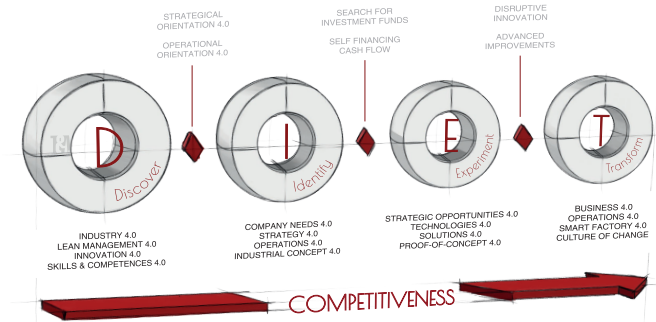 STRATEGICAL
ORIENTATION 4.0
OPERATIONAL
ORIENTATION 4.0
SEARCH FOR
INVESTMENT FUNDS
SELF FINANCING
CASH FLOW
DISRUPTIVE
INNOVATION
ADVANCED
IMPROVEMENTS
D
Discover
I
Identify
E
Experiment
T
Transform
INDUSTRY 4.0
LEAN MANAGEMENT 4.0
INNOVATION 4.0
SKILLS & COMPETENCES 4.0
COMPANY NEEDS 4.0
STRATEGY 4.0
OPERATIONS 4.0
INDUSTRIAL CONCEPT 4.0
STRATEGIC OPPORTUNITIES 4.0
TECHNOLOGIES 4.0
SOLUTIONS 4.0
PROOF-OF-CONCEPT 4.0
BUSINESS 4.0
OPERATIONS 4.0
SMART FACTORY 4.0
CULTURE OF CHANGE
COMPETITIVENESS